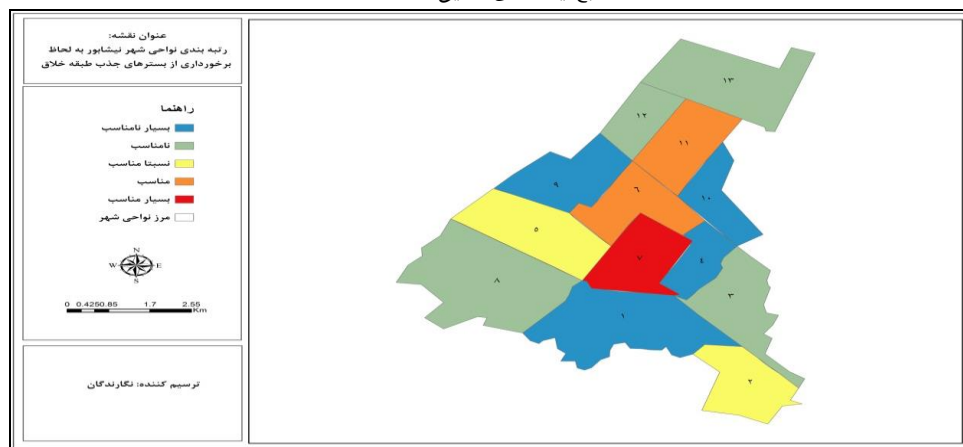 عنوان نقشه:
رتبه بندی نواحی شهر نیشابور به لحاظ
برخورداری از بسترهای جذب طبقه خلاق
راهنما
بسیار نامناسب
نامناسب
نسبتا مناسب
مناسب
بسیار مناسب
مرز نواحی شهر
N
W E
S
0 0.4250.85 1.7 2.55
Km
ترسیم کننده: نگارندگان
۱۳
۱۲
۱۱
۹
۶
۱۰
۵
۷
۴
۸
۳
۱
۲